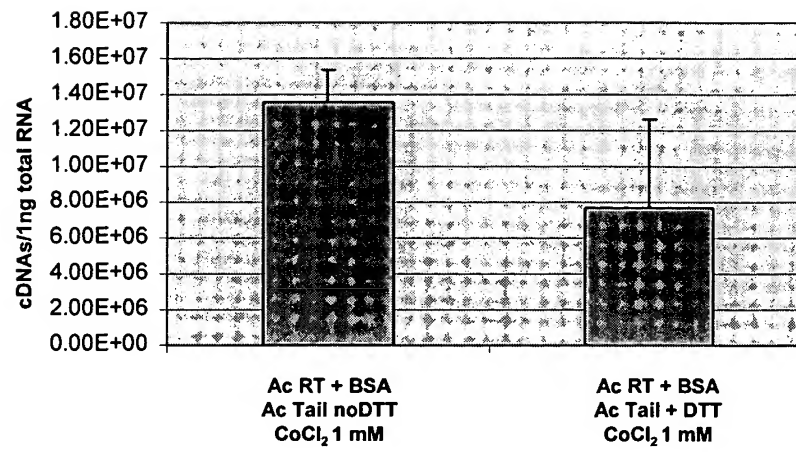 1.80E+07
1.60E+07
1.40E+07
1.20E+07
1.00E+07
8.00E+06
6.00E+06
4.00E+06
2.00E+06
0.00E+00
cDNAs/1ng total RNA
Ac RT + BSA
Ac Tail noDTT
CoCl₂ 1 mM
Ac RT + BSA
Ac Tail + DTT
CoCl₂ 1 mM